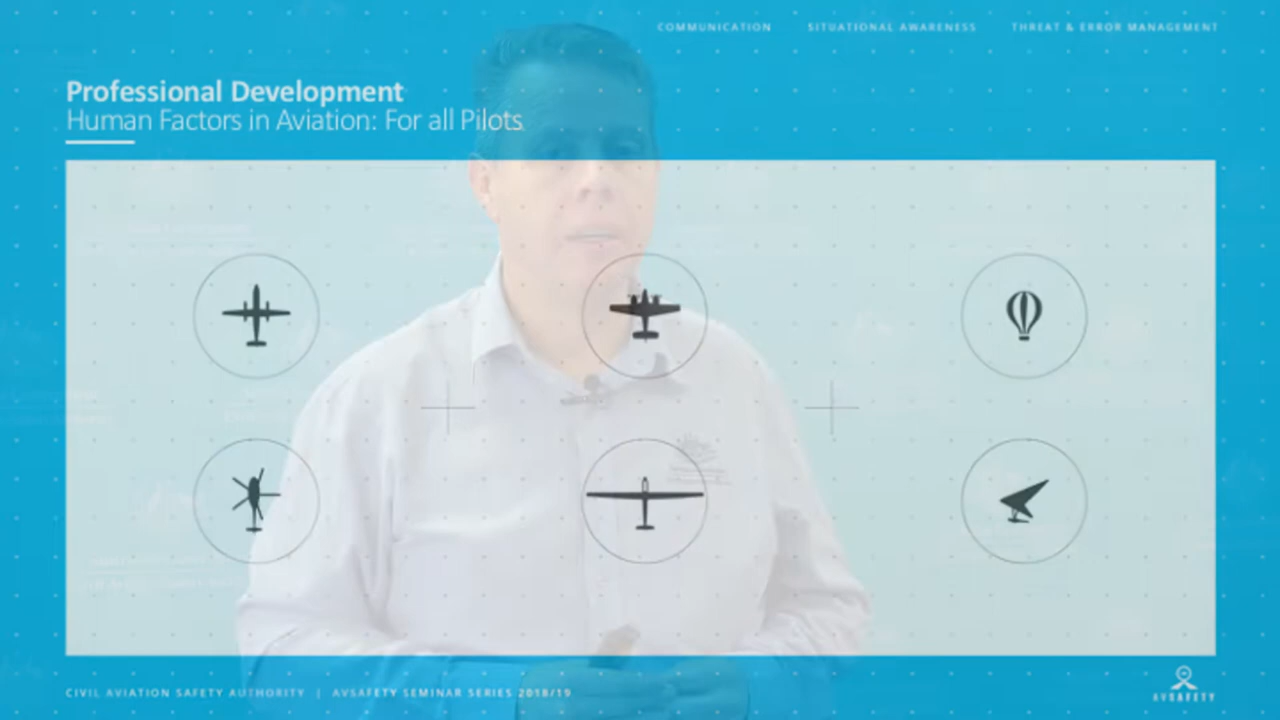 COMMUNICATION SITUATIONAL AWARENESS THREAT & ERROR MANAGEMENT
Professional Development
Human Factors in Aviation: For all Pilots
CIVIL AVIATION SAFETY AUTHORITY | AVSAFETY SEMINAR SERIES 2018/19
AVSAFETY